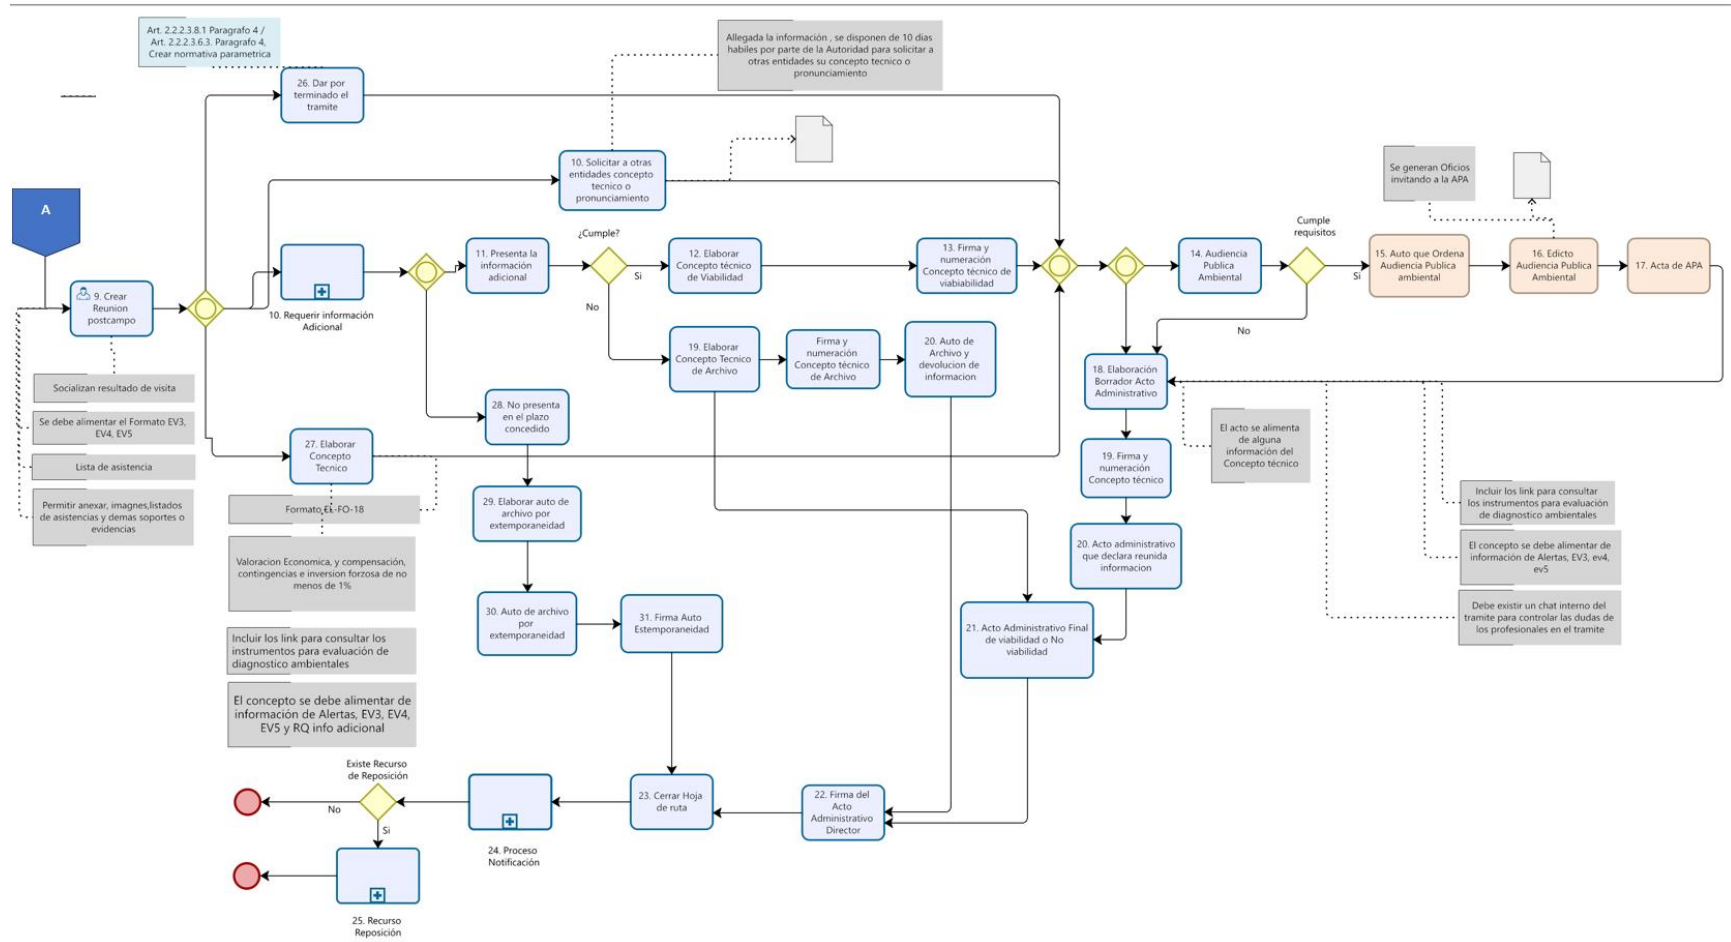 Art. 2.2.2.3.8.1 Paragrafo 4 /
Art. 2.2.2.3.6.3. Paragrafo 4,
Crear normativa parametrica
Allegada la información , se disponen de 10 dias
habiles por parte de la Autoridad para solicitar a
otras entidades su concepto tecnico o
pronunciamiento
26. Dar por
terminado el
tramite
10. Solicitar a otras
entidades concepto
tecnico o
pronunciamiento
Se generan Oficios
invitando a la APA
A
¿Cumple?
Cumple
requisitos
11. Presenta la
información
adicional
12. Elaborar
Concepto técnico
de Viabilidad
13. Firma y
numeración
Concepto técnico de
viabiabilidad
14. Audiencia
Publica
Ambiental
15. Auto que Ordena
Audiencia Publica
ambiental
16. Edicto
Audiencia Publica
Ambiental
17. Acta de APA
Si
Si
9. Crear
Reunion
postcampo
10. Requerir información
Adicional
No
No
19. Elaborar
Concepto Tecnico
de Archivo
Firma y
numeración
Concepto técnico
de Archivo
20. Auto de
Archivo y
devolucion de
informacion
18. Elaboración
Borrador Acto
Administrativo
Socializan resultado de visita
Se debe alimentar el Formato EV3,
EV4, EV5
Lista de asistencia
Permitir anexar, imagnes,listados
de asistencias y demas soportes o
evidencias
28. No presenta
en el plazo
concedido
27. Elaborar
Concepto
Tecnico
El acto se alimenta
de alguna
información del
Concepto técnico
19. Firma y
numeración
Concepto técnico
Formato EL-FO-18
29. Elaborar auto de
archivo por
extemporaneidad
Incluir los link para consultar
los instrumentos para evaluación
de diagnostico ambientales
Valoracion Economica, y compensación,
contingencias e inversion forzosa de no
menos de 1%
20. Acto administrativo
que declara reunida
informacion
El concepto se debe alimentar de
información de Alertas, EV3, ev4,
ev5
30. Auto de archivo
por
extemporaneidad
31. Firma Auto
Estemporaneidad
21. Acto Administrativo Final
de viabilidad o No
viabilidad
Debe existir un chat interno del
tramite para controlar las dudas de
los profesionales en el tramite
Incluir los link para consultar los
instrumentos para evaluación de
diagnostico ambientales
El concepto se debe alimentar de
información de Alertas, EV3, EV4,
EV5 y RQ info adicional
Existe Recurso
de Reposición
No
Si
24. Proceso
Notificación
23. Cerrar Hoja
de ruta
22. Firma del
Acto
Administrativo
Director
25. Recurso
Reposición